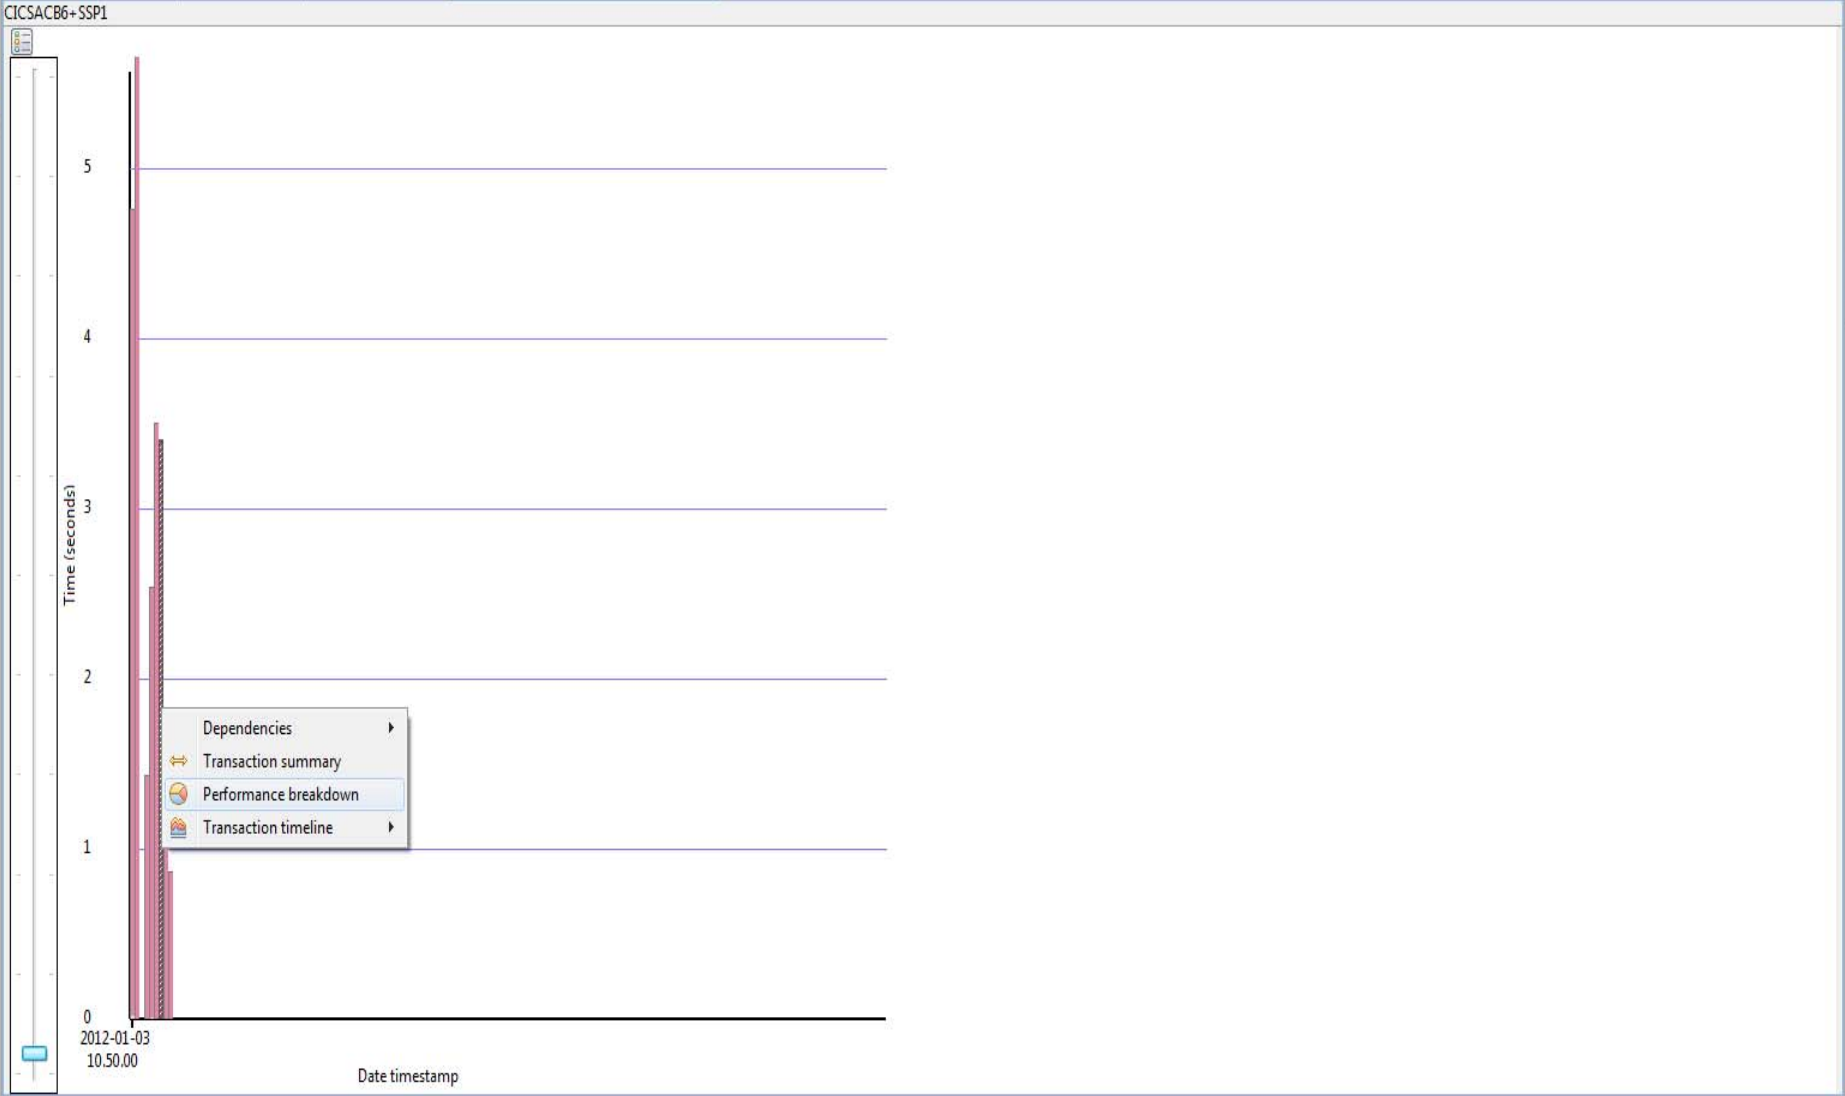 CICSACB6+SSP1
5
4
3
2
1
0
Time (seconds)
Dependencies
Transaction summary
Performance breakdown
Transaction timeline
2012-01-03
10.50.00
Date timestamp